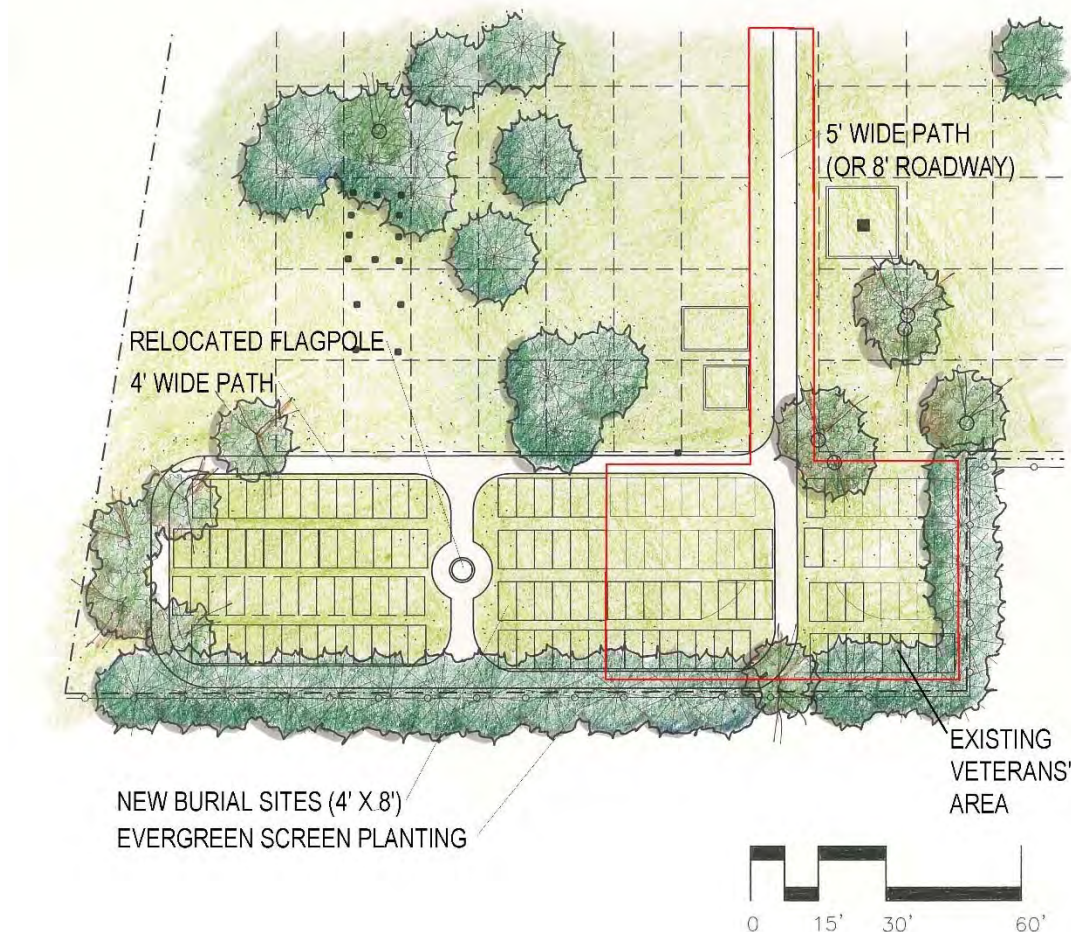 5' WIDE PATH
(OR 8' ROADWAY)
RELOCATED FLAGPOLE
4' WIDE PATH
EXISTING
VETERANS'
AREA
NEW BURIAL SITES (4' X 8')
EVERGREEN SCREEN PLANTING
0 15' 30' 60'